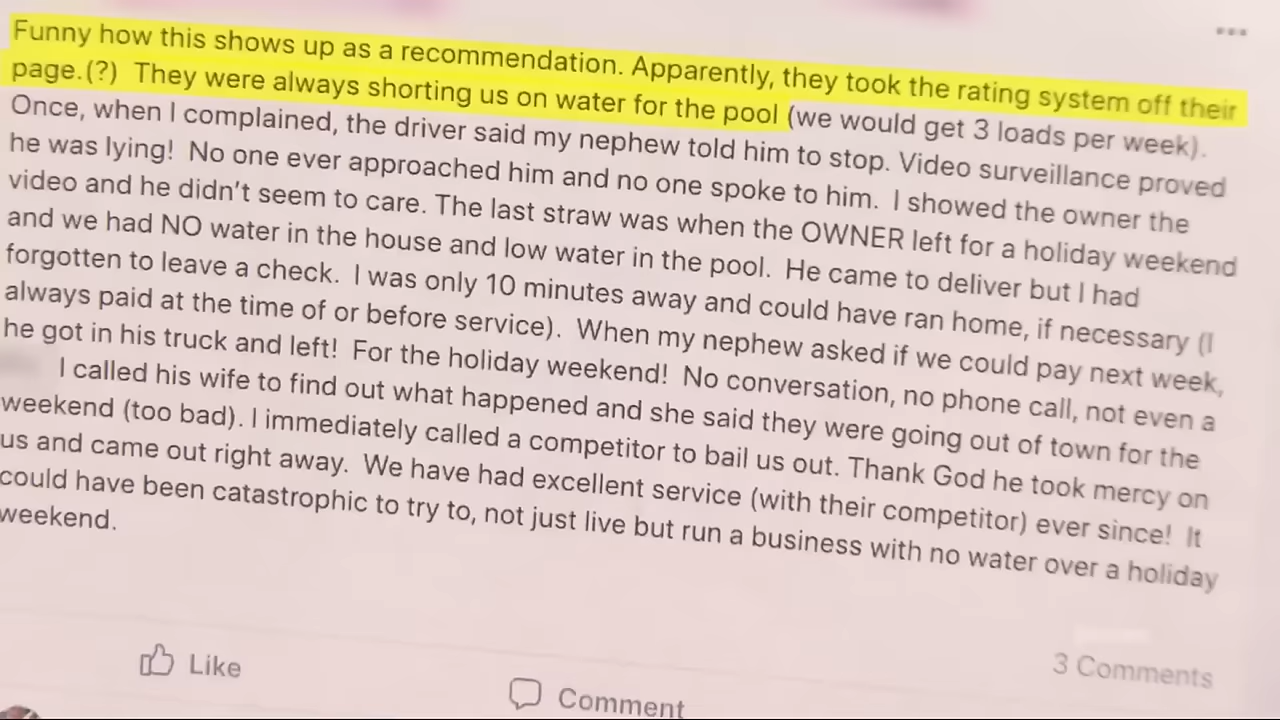 Funny how this shows up as a recommendation. Apparently, they took the rating system off their
page.(?)  They were always shorting us on water for the pool (we would get 3 loads per week).
Once, when I complained, the driver said my nephew told him to stop. Video surveillance proved
he was lying!  No one ever approached him and no one spoke to him.  I showed the owner the
video and he didn't seem to care. The last straw was when the OWNER left for a holiday weekend
and we had NO water in the house and low water in the pool.  He came to deliver but I had
forgotten to leave a check.  I was only 10 minutes away and could have ran home, if necessary (I
always paid at the time of or before service).  When my nephew asked if we could pay next week,
he got in his truck and left!  For the holiday weekend!  No conversation, no phone call, not even a
I called his wife to find out what happened and she said they were going out of town for the
weekend (too bad). I immediately called a competitor to bail us out. Thank God he took mercy on
us and came out right away.  We have had excellent service (with their competitor) ever since!  It
could have been catastrophic to try to, not just live but run a business with no water over a holiday
weekend.
3 Comments
Like
Comment